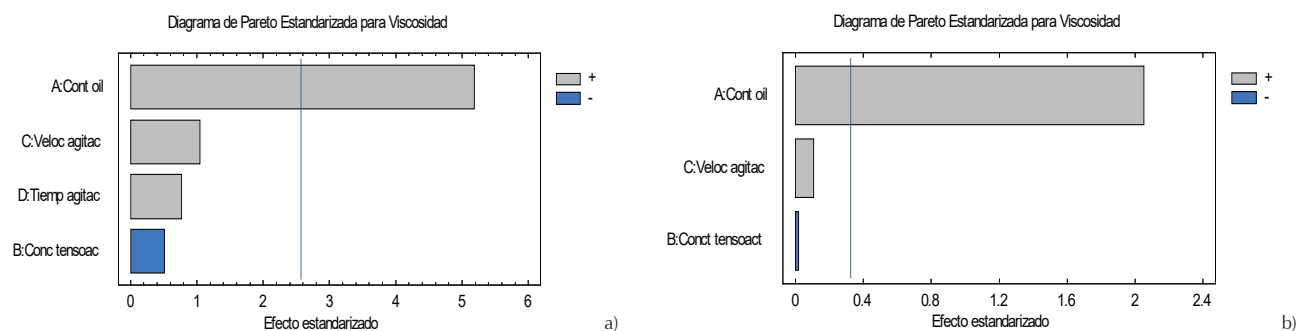 Diagrama de Pareto Estandarizada para Viscosidad
A:Cont oil
C:Veloc agitac
D:Tiemp agitac
B:Conc tensoac
+
-
0 1 2 3 4 5 6
Efecto estandarizado
a)
Diagrama de Pareto Estandarizada para Viscosidad
A:Cont oil
C:Veloc agitac
B:Conct tensoact
+
-
0 0.4 0.8 1.2 1.6 2 2.4
Efecto estandarizado
b)